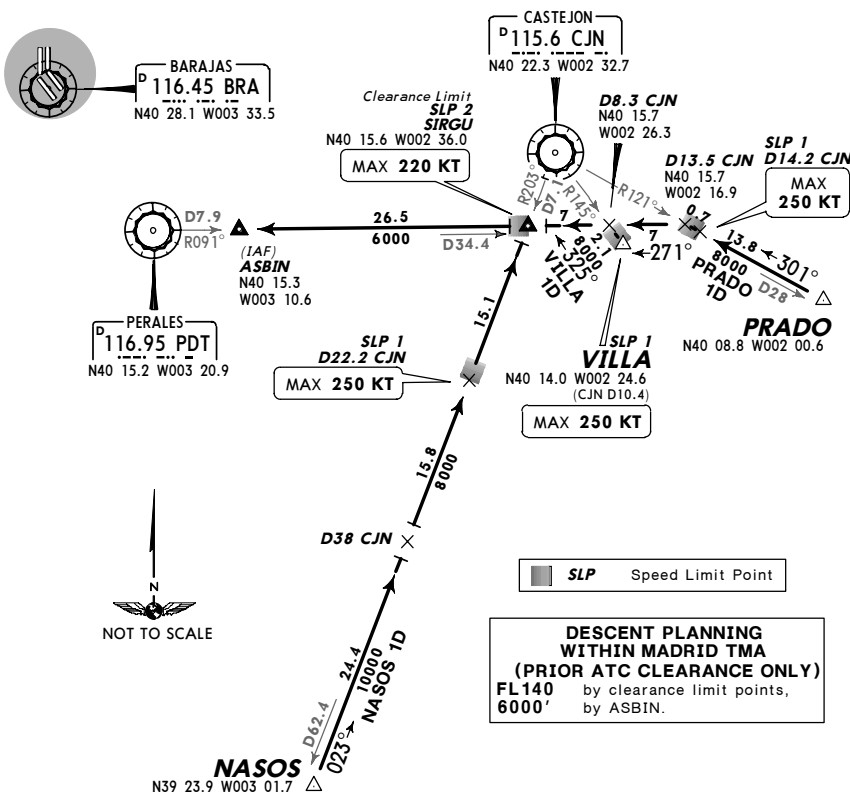 BARAJAS
D 116.45 BRA
N40 28.1 W003 33.5
CASTEJON
D 115.6 CJN
N40 22.3 W002 32.7
Clearance Limit
SLP 2
SIRGU
N40 15.6 W002 36.0
MAX 220 KT
D8.3 CJN
N40 15.7
W002 26.3
D13.5 CJN
N40 15.7
W002 16.9
SLP 1
D14.2 CJN
MAX
250 KT
R203°
D7.1
R145°
R121°
D7.9
R091°
(IAF)
ASBIN
N40 15.3
W003 10.6
26.5
6000
D34.4
7
8000
2.1
325°
VILLA
1D
7
271°
0.7
13.8
301°
8000
PRADO
1D
D28
PRADO
N40 08.8 W002 00.6
PERALES
D 116.95 PDT
N40 15.2 W003 20.9
15.1
SLP 1
D22.2 CJN
MAX 250 KT
SLP 1
VILLA
N40 14.0 W002 24.6
(CJN D10.4)
MAX 250 KT
15.8
8000
D38 CJN
N
NOT TO SCALE
SLP Speed Limit Point
DESCENT PLANNING
WITHIN MADRID TMA
(PRIOR ATC CLEARANCE ONLY)
FL140 by clearance limit points,
6000' by ASBIN.
24.4
10000
NASOS 1D
023°
D62.4
NASOS
N39 23.9 W003 01.7